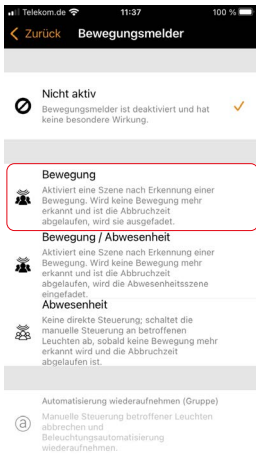 Telekom.de 11:37 100 %
Zurück Bewegungsmelder
Nicht aktiv
Bewegungsmelder ist deaktiviert und hat
keine besondere Wirkung.
Bewegung
Aktiviert eine Szene nach Erkennung einer
Bewegung. Wird keine Bewegung mehr
erkannt und ist die Abbruchzeit
abgelaufen, wird sie ausgefadet.
Bewegung / Abwesenheit
Aktiviert eine Szene nach Erkennung einer
Bewegung. Wird keine Bewegung mehr
erkannt und ist die Abbruchzeit
abgelaufen, wird die Abwesenheitsszene
eingefadet.
Abwesenheit
Keine direkte Steuerung; schaltet die
manuelle Steuerung an betroffenen
Leuchten ab, sobald keine Bewegung mehr
erkannt wird und die Abbruchzeit
abgelaufen ist.
Automatisierung wiederaufnehmen (Gruppe)
a Manuelle Steuerung betroffener Leuchten
abbrechen und
Beleuchtungsautomatisierung
wiederaufnehmen.